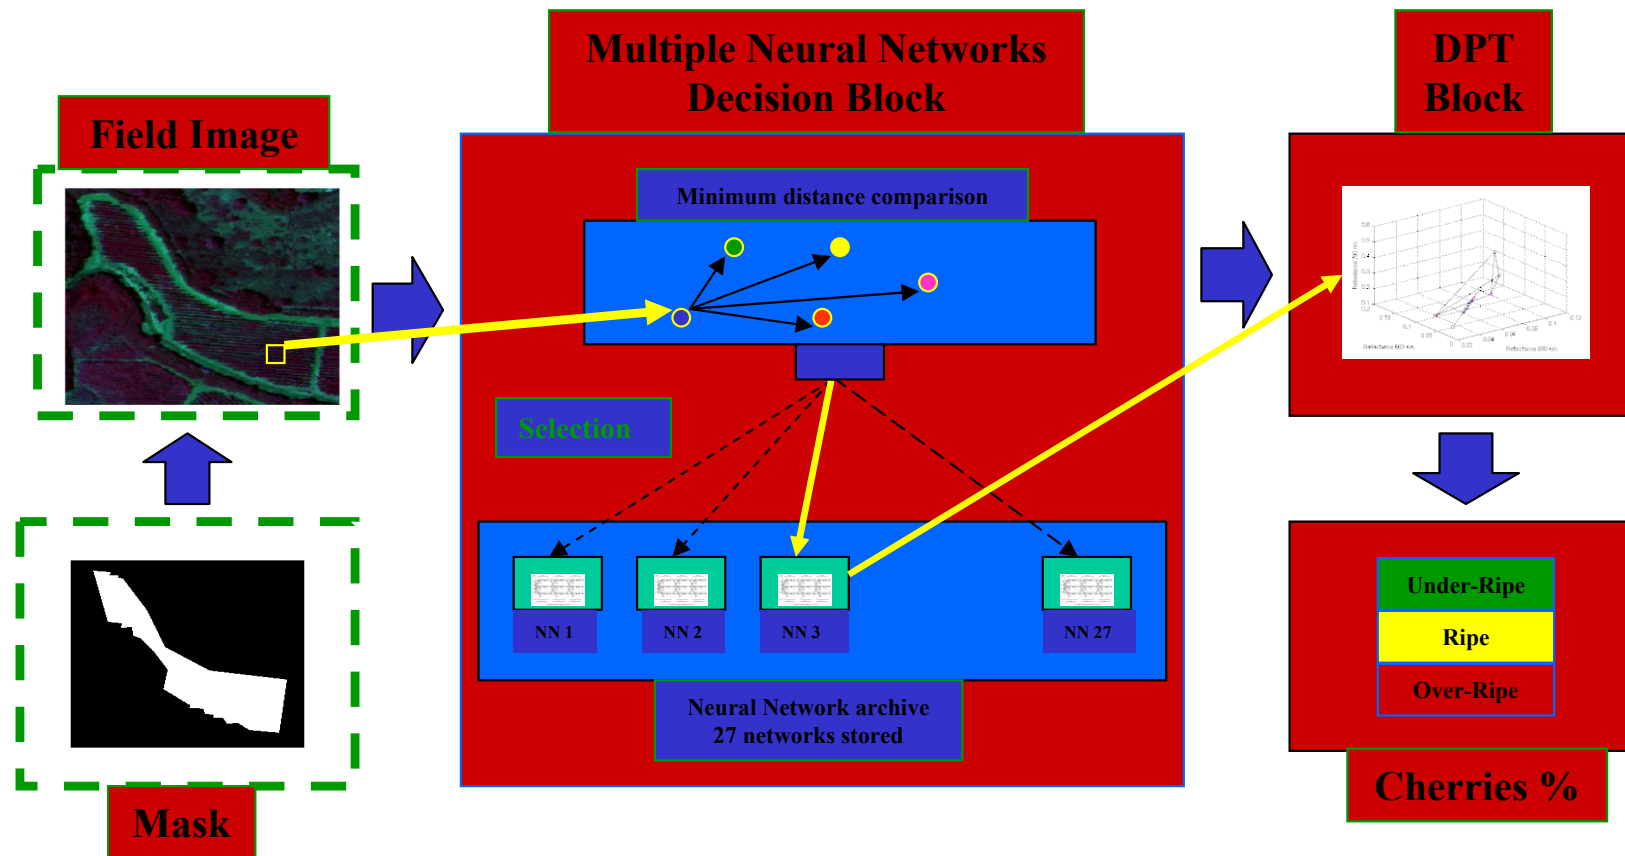 Multiple Neural Networks
Decision Block
DPT
Block
Field Image
Minimum distance comparison
Selection
NN 1
NN 2
NN 3
NN 27
Neural Network archive
27 networks stored
Under-Ripe
Ripe
Over-Ripe
Cherries %
Mask